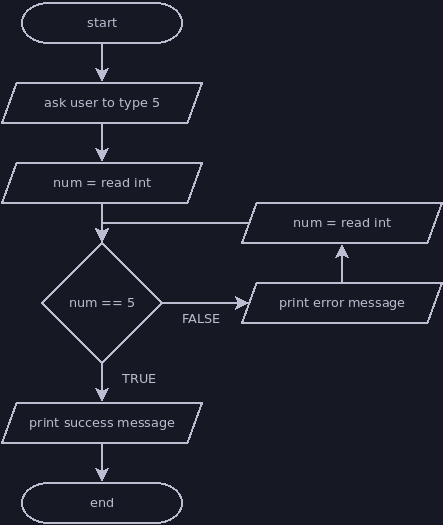 start
ask user to type 5
num = read int
num = read int
num == 5
print error message
FALSE
TRUE
print success message
end